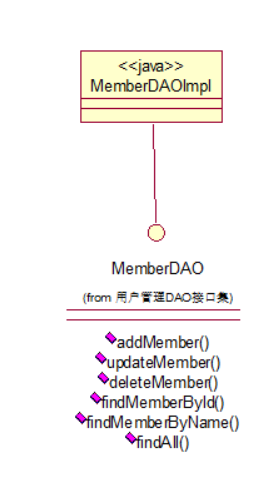 <<java>>
MemberDAOImpl
MemberDAO
(from 用户管理DAO接口集)
addMember()
updateMember()
deleteMember()
findMemberById()
findMemberByName()
findAll()